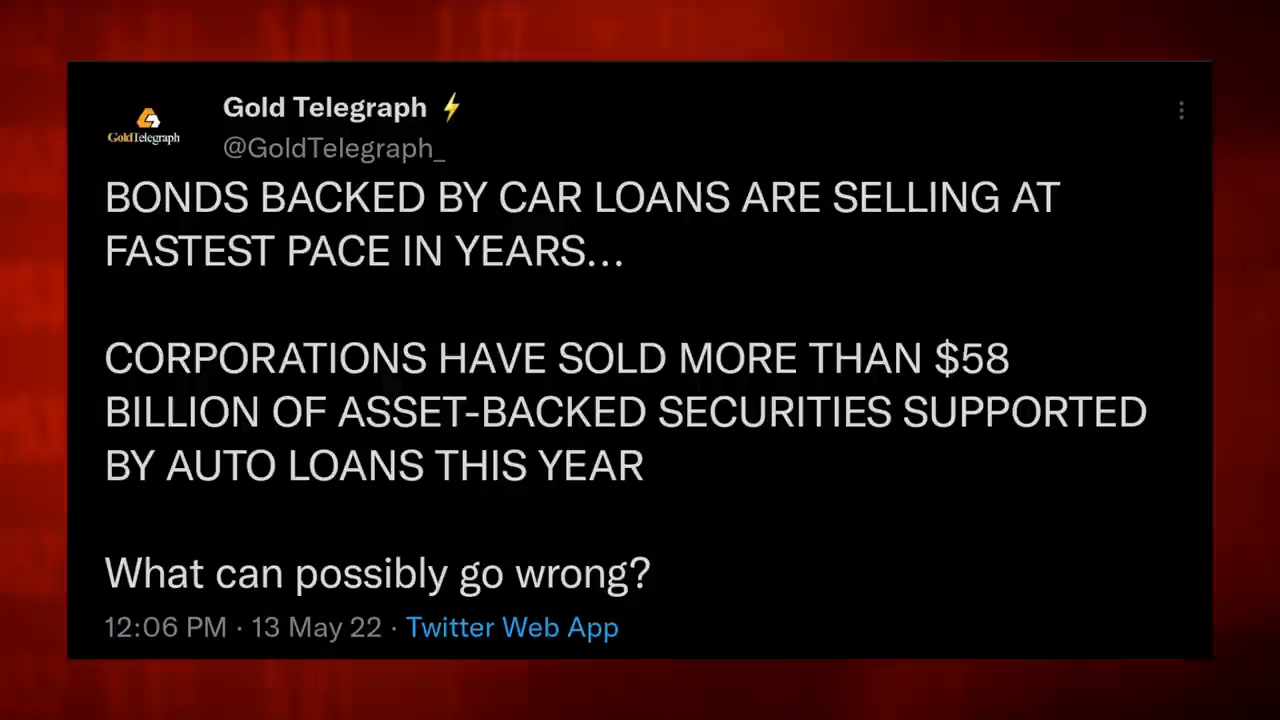 Gold Telegraph ⚡
GoldTelegraph
@GoldTelegraph_
BONDS BACKED BY CAR LOANS ARE SELLING AT
FASTEST PACE IN YEARS...
CORPORATIONS HAVE SOLD MORE THAN $58
BILLION OF ASSET-BACKED SECURITIES SUPPORTED
BY AUTO LOANS THIS YEAR
What can possibly go wrong?
12:06 PM · 13 May 22 · Twitter Web App